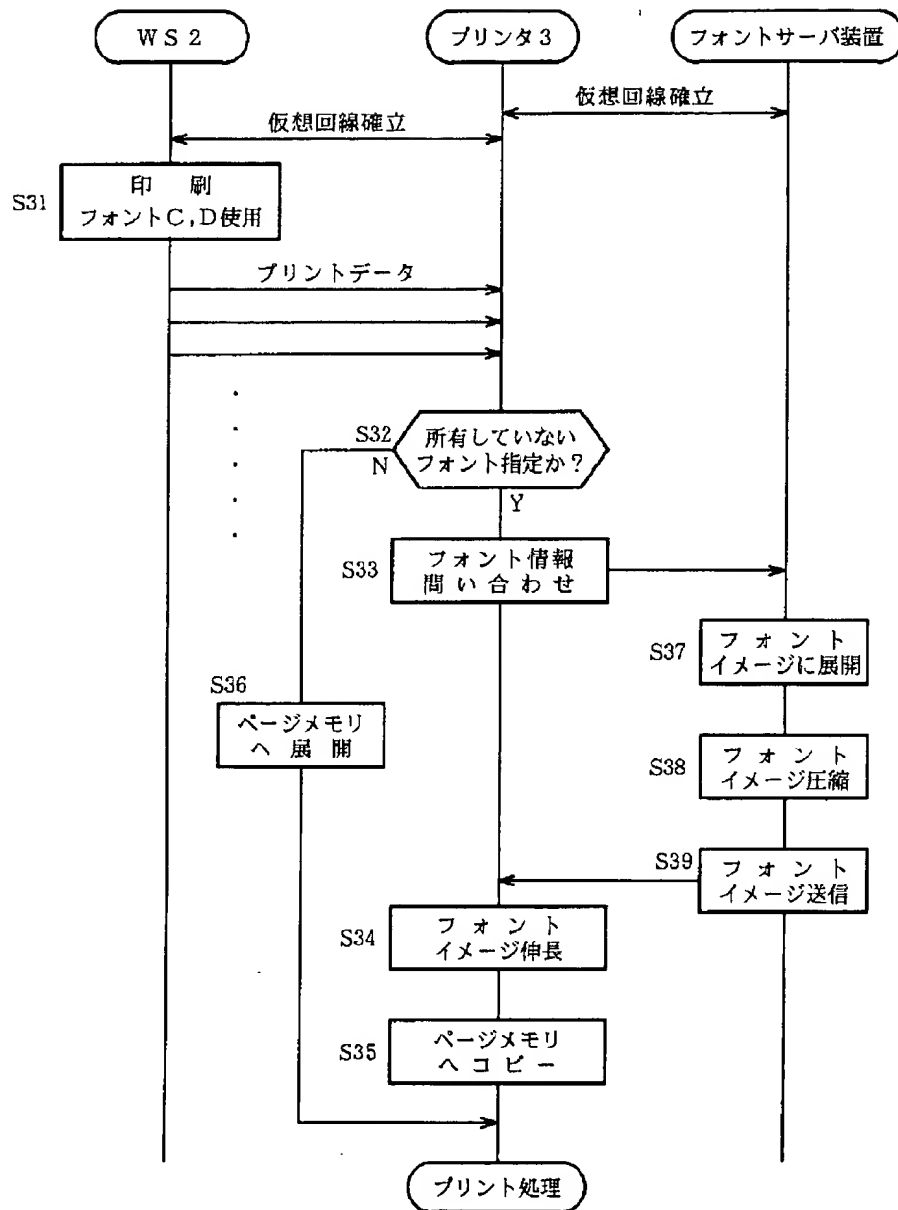 WS2
プリンタ3
フォントサーバ装置
仮想回線確立
仮想回線確立
S31
印 刷
フォントC,D使用
プリントデータ
S32
所有していない
フォント指定か?
N
Y
S33
フォント情報
問い合わせ
S37
フォント
イメージに展開
S36
ページメモリ
へ展開
S38
フォント
イメージ圧縮
S39
フォント
イメージ送信
S34
フォント
イメージ伸長
S35
ページメモリ
へコピー
プリント処理